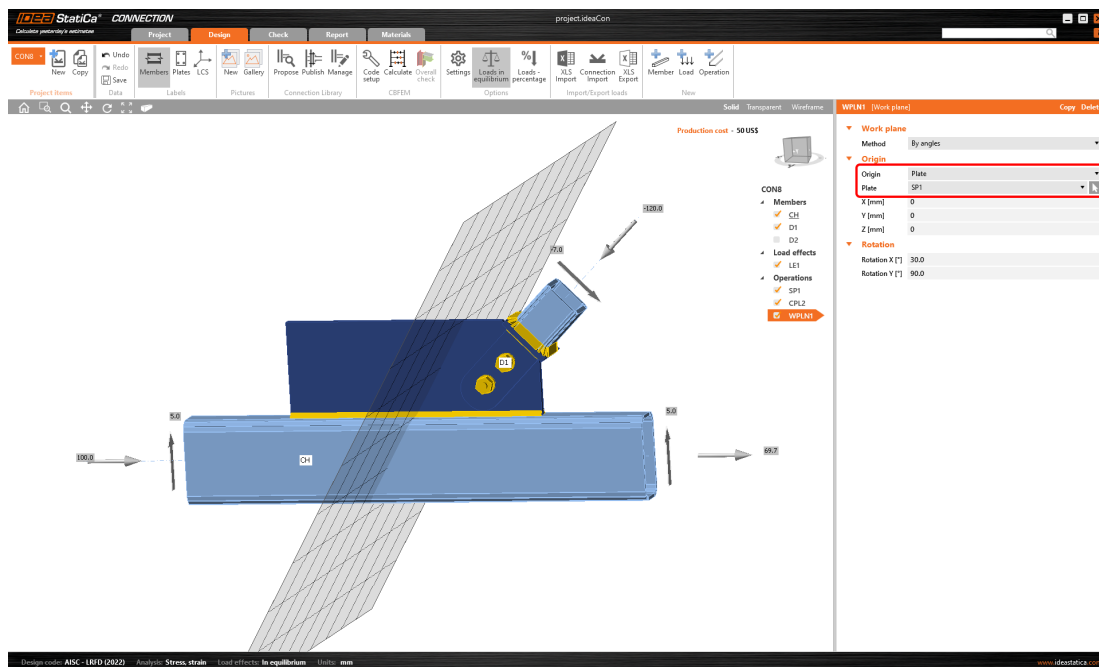 IDEA StatiCa® CONNECTION
project.ideaCon
Calculate yesterday's estimates
Project Design Check Report Materials
CON8
New Copy
Undo
Redo
Save
Members Plates LCS
New Gallery
Propose Publish Manage
Code setup Calculate Overall check
Settings Loads in equilibrium Loads - percentage
XLS Import Connection Import XLS Export
Member Load Operation
Project items Data Labels Pictures Connection Library CBFEM Options Import/Export loads New
Solid Transparent Wireframe
WPLN1 [Work plane] Copy Delet
Production cost - 50 US$
Work plane
Method By angles
Origin
Origin Plate
Plate SP1
X [mm] 0
Y [mm] 0
Z [mm] 0
Rotation
Rotation X [°] 30.0
Rotation Y [°] 90.0
CON8
Members
CH
D1
D2
Load effects
LE1
Operations
SP1
CPL2
WPLN1
-120.0
-7.0
D1
5.0
5.0
100.0
CH
69.7
Design code: AISC - LRFD (2022) Analysis: Stress, strain Load effects: In equilibrium Units: mm
www.ideastatica.com